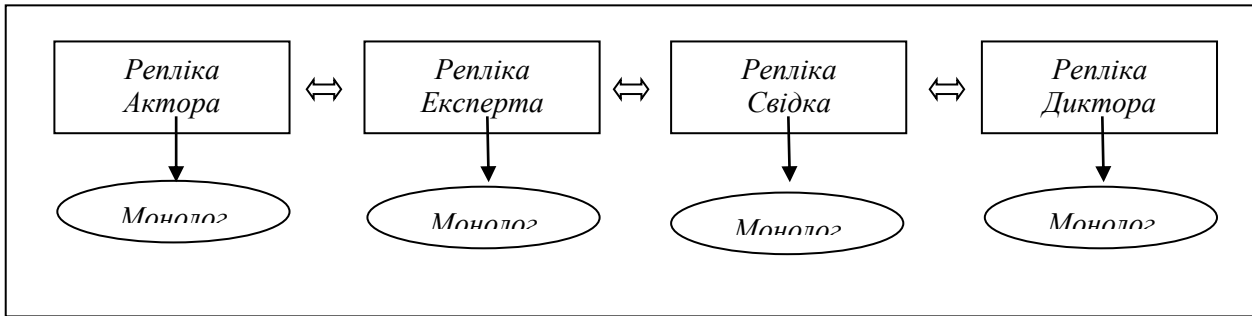 Репліка
Актора
Репліка
Експерта
Репліка
Свідка
Репліка
Диктора
Монолог
Монолог
Монолог
Монолог